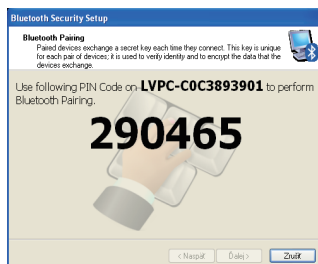 Bluetooth Security Setup
Bluetooth Pairing
Paired devices exchange a secret key each time they connect. This key is unique
for each pair of devices; it is used to verify identity and to encrypt the data that the
devices exchange.
Use following PIN Code on LVPC-C0C3893901 to perform
Bluetooth Pairing.
290465
< Naspäť
Ďalej >
Zrušiť